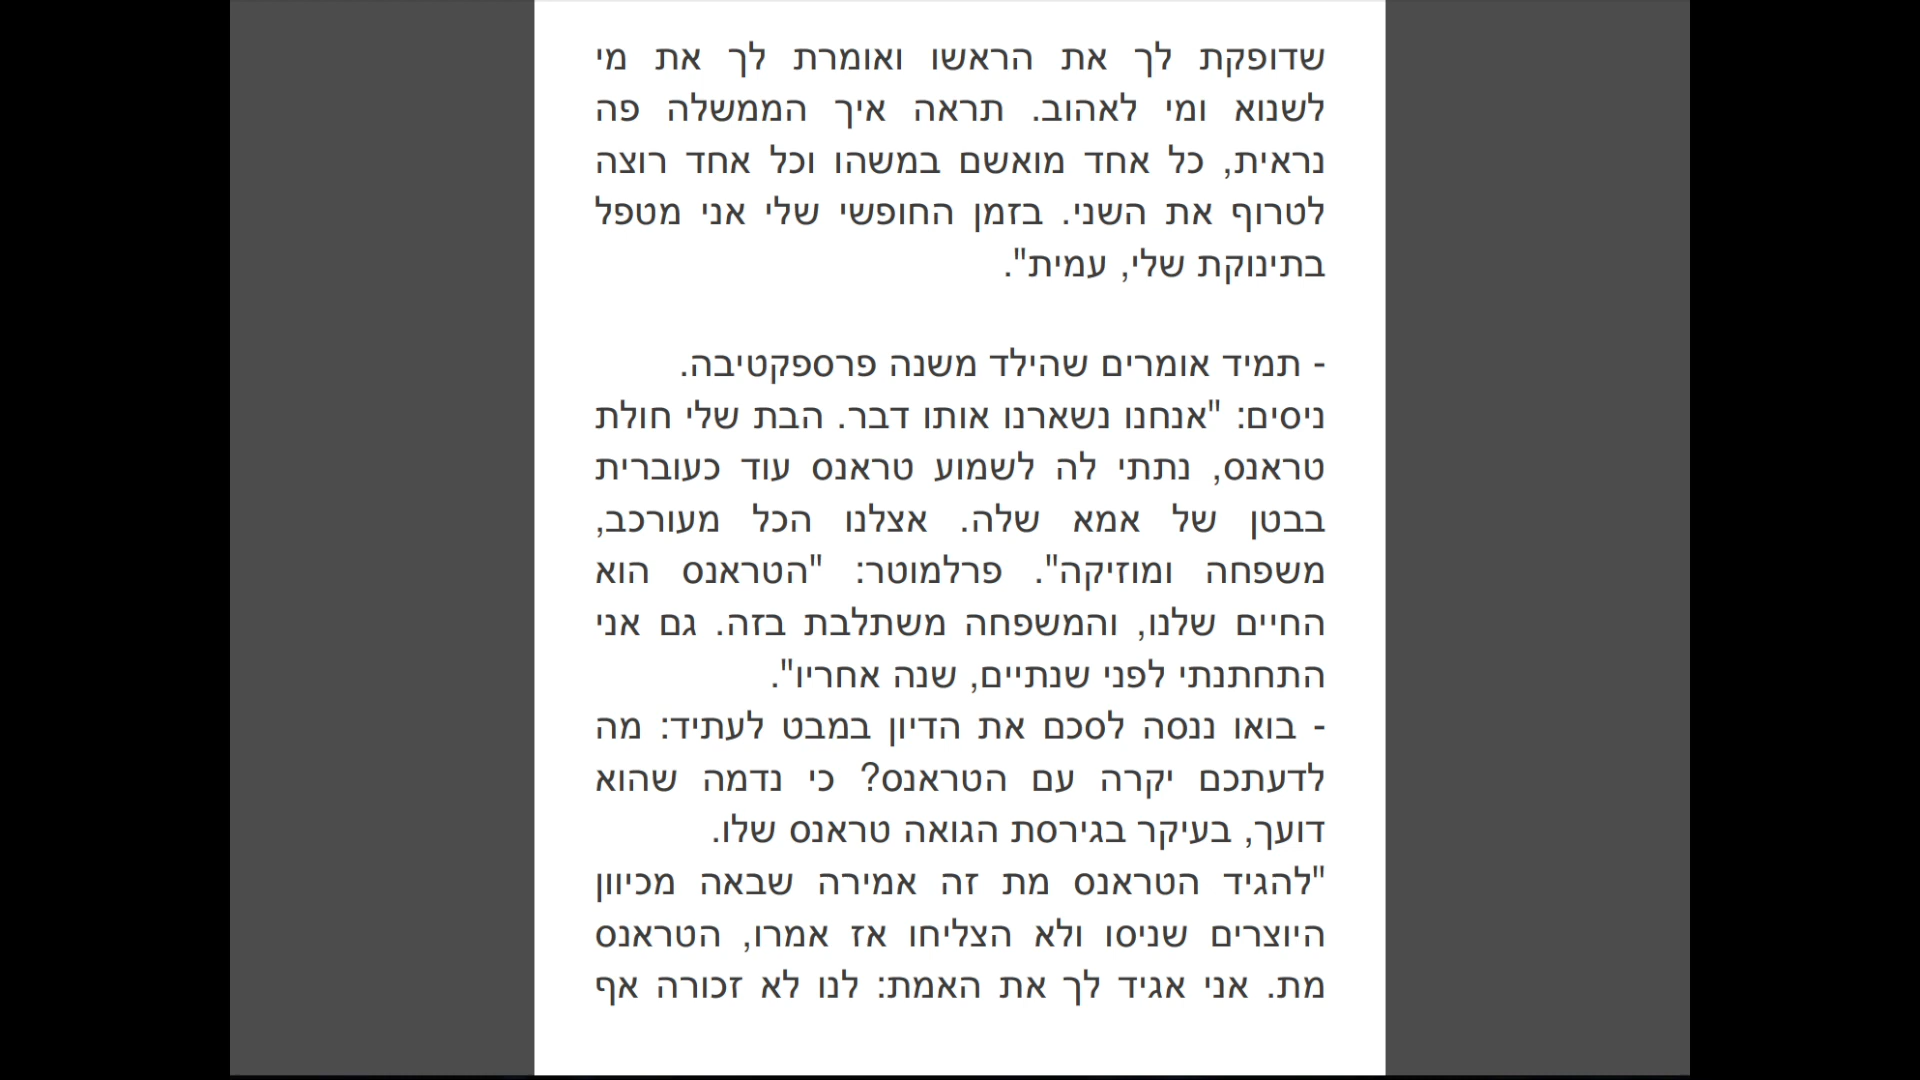 שדופקת לך את הראשו ואומרת לך את מי
לשנוא ומי לאהוב. תראה איך הממשלה פה
נראית, כל אחד מואשם במשהו וכל אחד רוצה
לטרוף את השני. בזמן החופשי שלי אני מטפל
בתינוקת שלי, עמית".
- תמיד אומרים שהילד משנה פרספקטיבה.
ניסים: "אנחנו נשארנו אותו דבר. הבת שלי חולת
טראנס, נתתי לה לשמוע טראנס עוד כעוברית
בבטן של אמא שלה. אצלנו הכל מעורכב,
משפחה ומוזיקה". פרלמוטר: "הטראנס הוא
החיים שלנו, והמשפחה משתלבת בזה. גם אני
התחתנתי לפני שנתיים, שנה אחריו".
- בואו ננסה לסכם את הדיון במבט לעתיד: מה
לדעתכם יקרה עם הטראנס? כי נדמה שהוא
דועך, בעיקר בגירסת הגואה טראנס שלו.
"להגיד הטראנס מת זה אמירה שבאה מכיוון
היוצרים שניסו ולא הצליחו אז אמרו, הטראנס
מת. אני אגיד לך את האמת: לנו לא זכורה אף